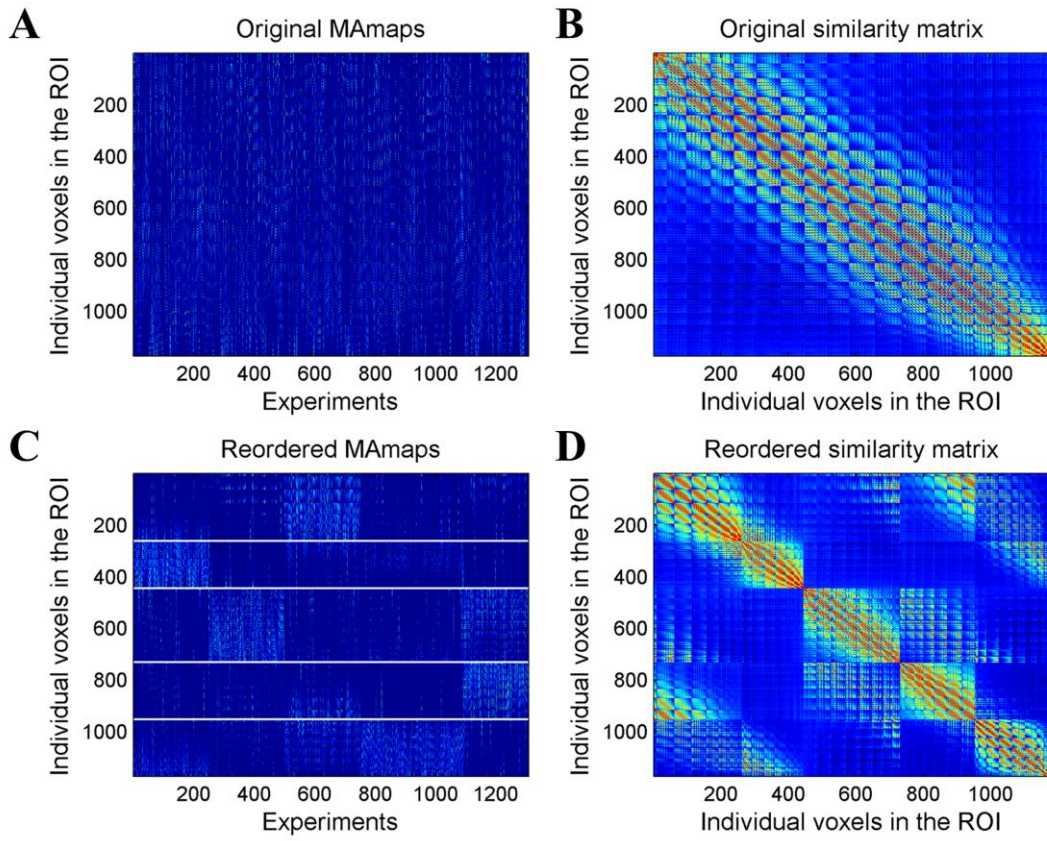 A
Original MAmaps
Individual voxels in the ROI
200
400
600
800
1000
200 400 600 800 1000 1200
Experiments
B
Original similarity matrix
Individual voxels in the ROI
200
400
600
800
1000
200 400 600 800 1000
Individual voxels in the ROI
C
Reordered MAmaps
Individual voxels in the ROI
200
400
600
800
1000
200 400 600 800 1000 1200
Experiments
D
Reordered similarity matrix
Individual voxels in the ROI
200
400
600
800
1000
200 400 600 800 1000
Individual voxels in the ROI